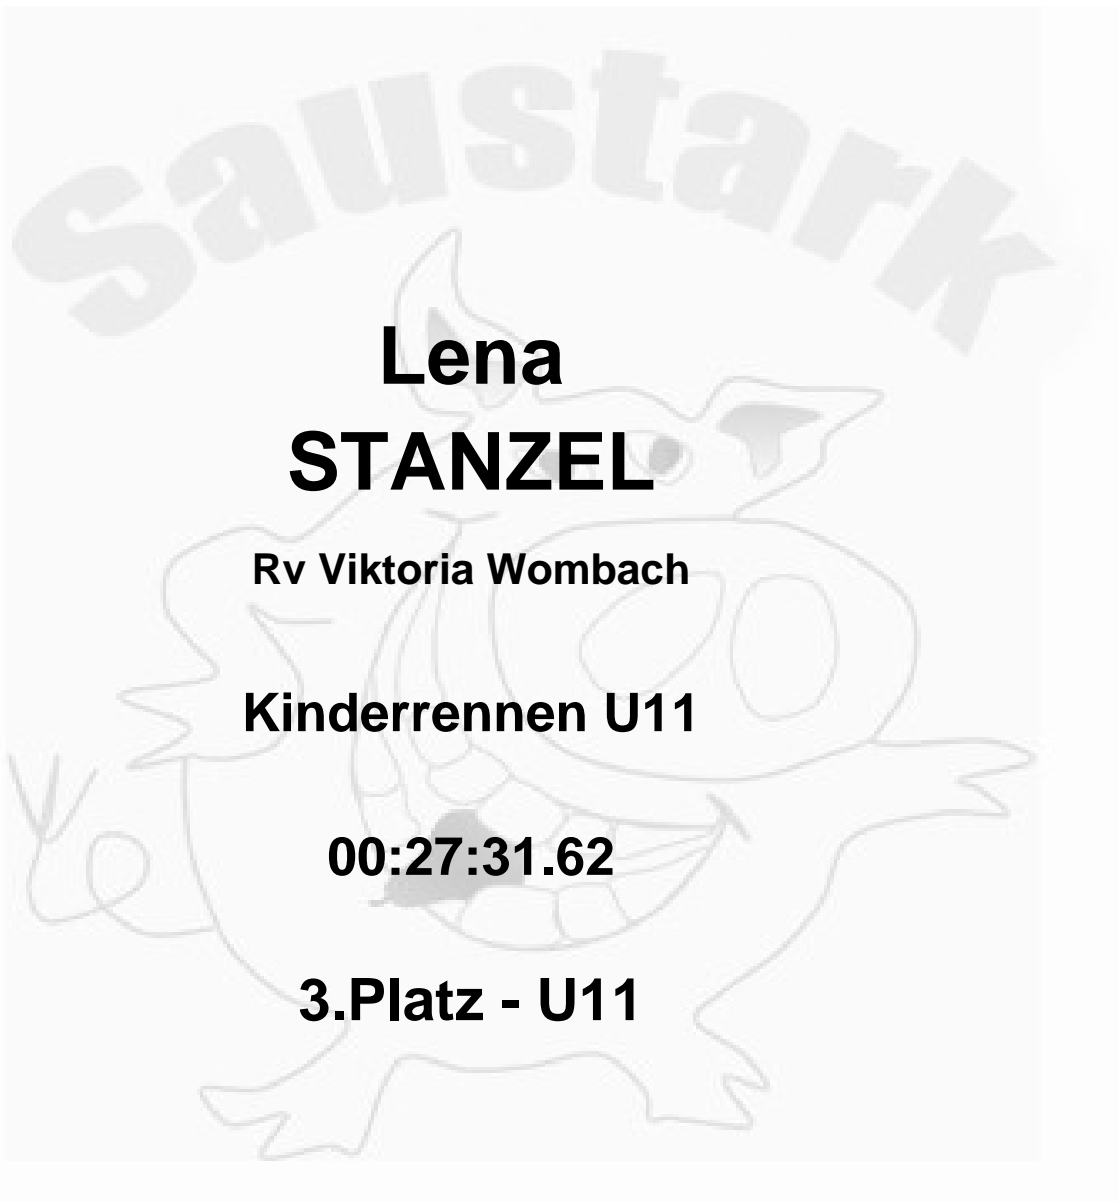 Saustark
Lena
STANZEL
Rv Viktoria Wombach
Kinderrennen U11
00:27:31.62
3.Platz - U11